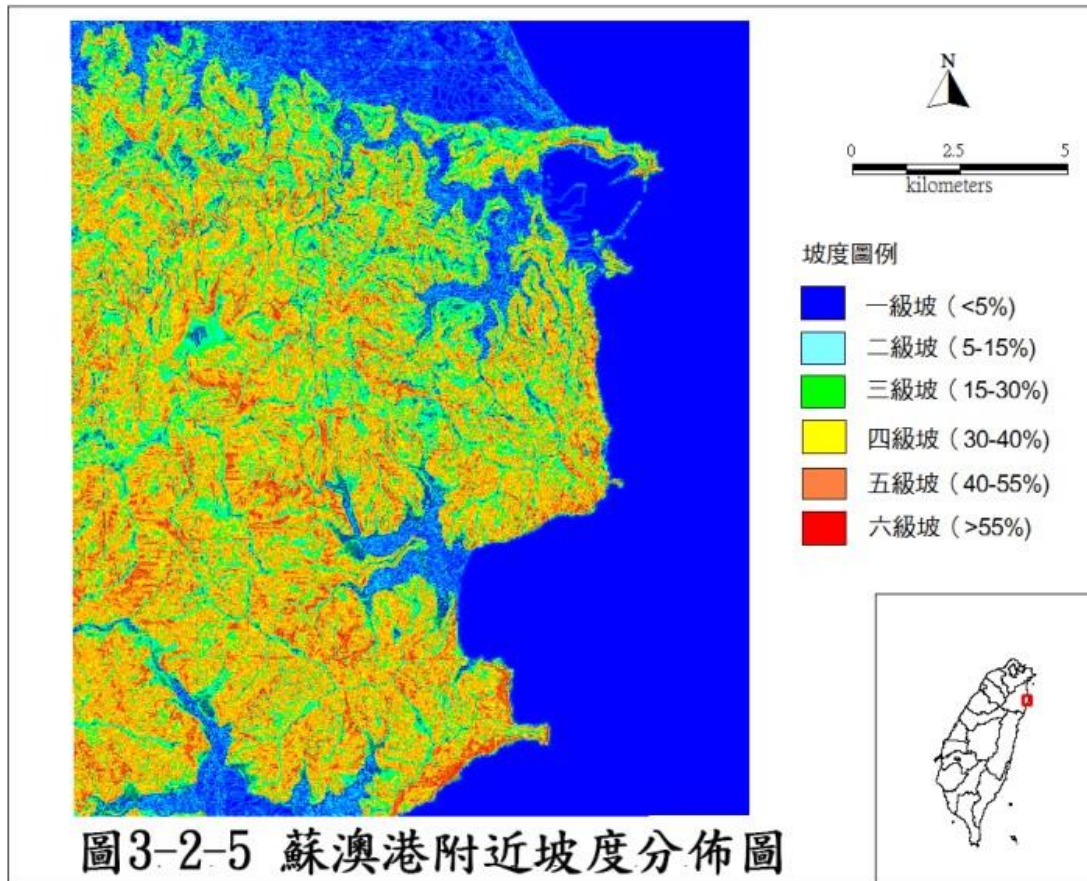 N
0 2.5 5
kilometers
坡度圖例
一級坡（<5%）
二級坡（5-15%）
三級坡（15-30%）
四級坡（30-40%）
五級坡（40-55%）
六級坡（>55%）
圖3-2-5 蘇澳港附近坡度分佈圖